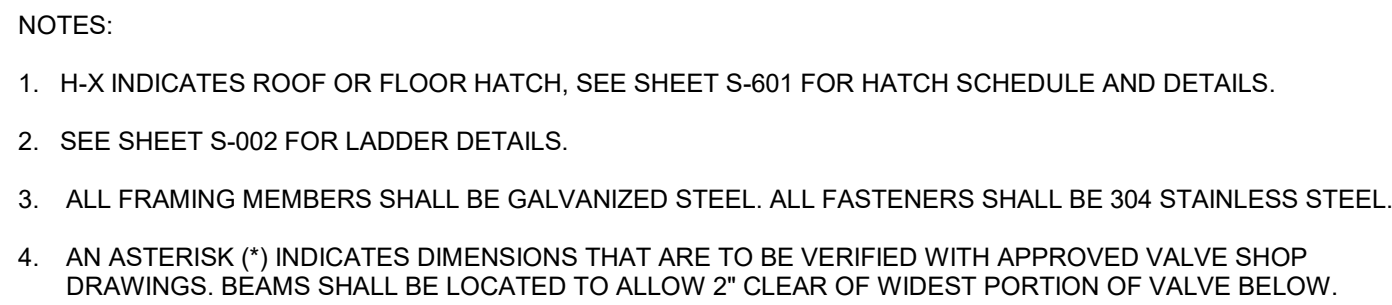 NOTES:
1. H-X INDICATES ROOF OR FLOOR HATCH, SEE SHEET S-601 FOR HATCH SCHEDULE AND DETAILS.
2. SEE SHEET S-002 FOR LADDER DETAILS.
3. ALL FRAMING MEMBERS SHALL BE GALVANIZED STEEL. ALL FASTENERS SHALL BE 304 STAINLESS STEEL.
4. AN ASTERISK (*) INDICATES DIMENSIONS THAT ARE TO BE VERIFIED WITH APPROVED VALVE SHOP
DRAWINGS. BEAMS SHALL BE LOCATED TO ALLOW 2" CLEAR OF WIDEST PORTION OF VALVE BELOW.